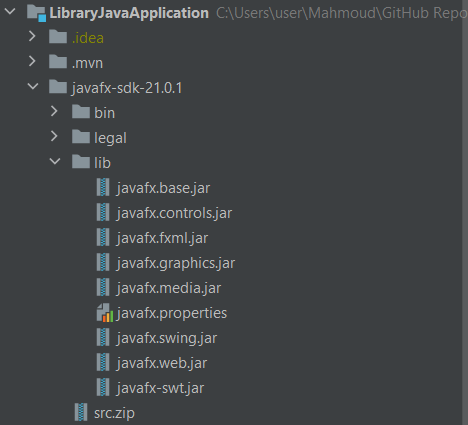 LibraryJavaApplication C:\Users\user\Mahmoud\GitHub Repo
.idea
.mvn
javafx-sdk-21.0.1
bin
legal
lib
javafx.base.jar
javafx.controls.jar
javafx.fxml.jar
javafx.graphics.jar
javafx.media.jar
javafx.properties
javafx.swing.jar
javafx.web.jar
javafx-swt.jar
src.zip